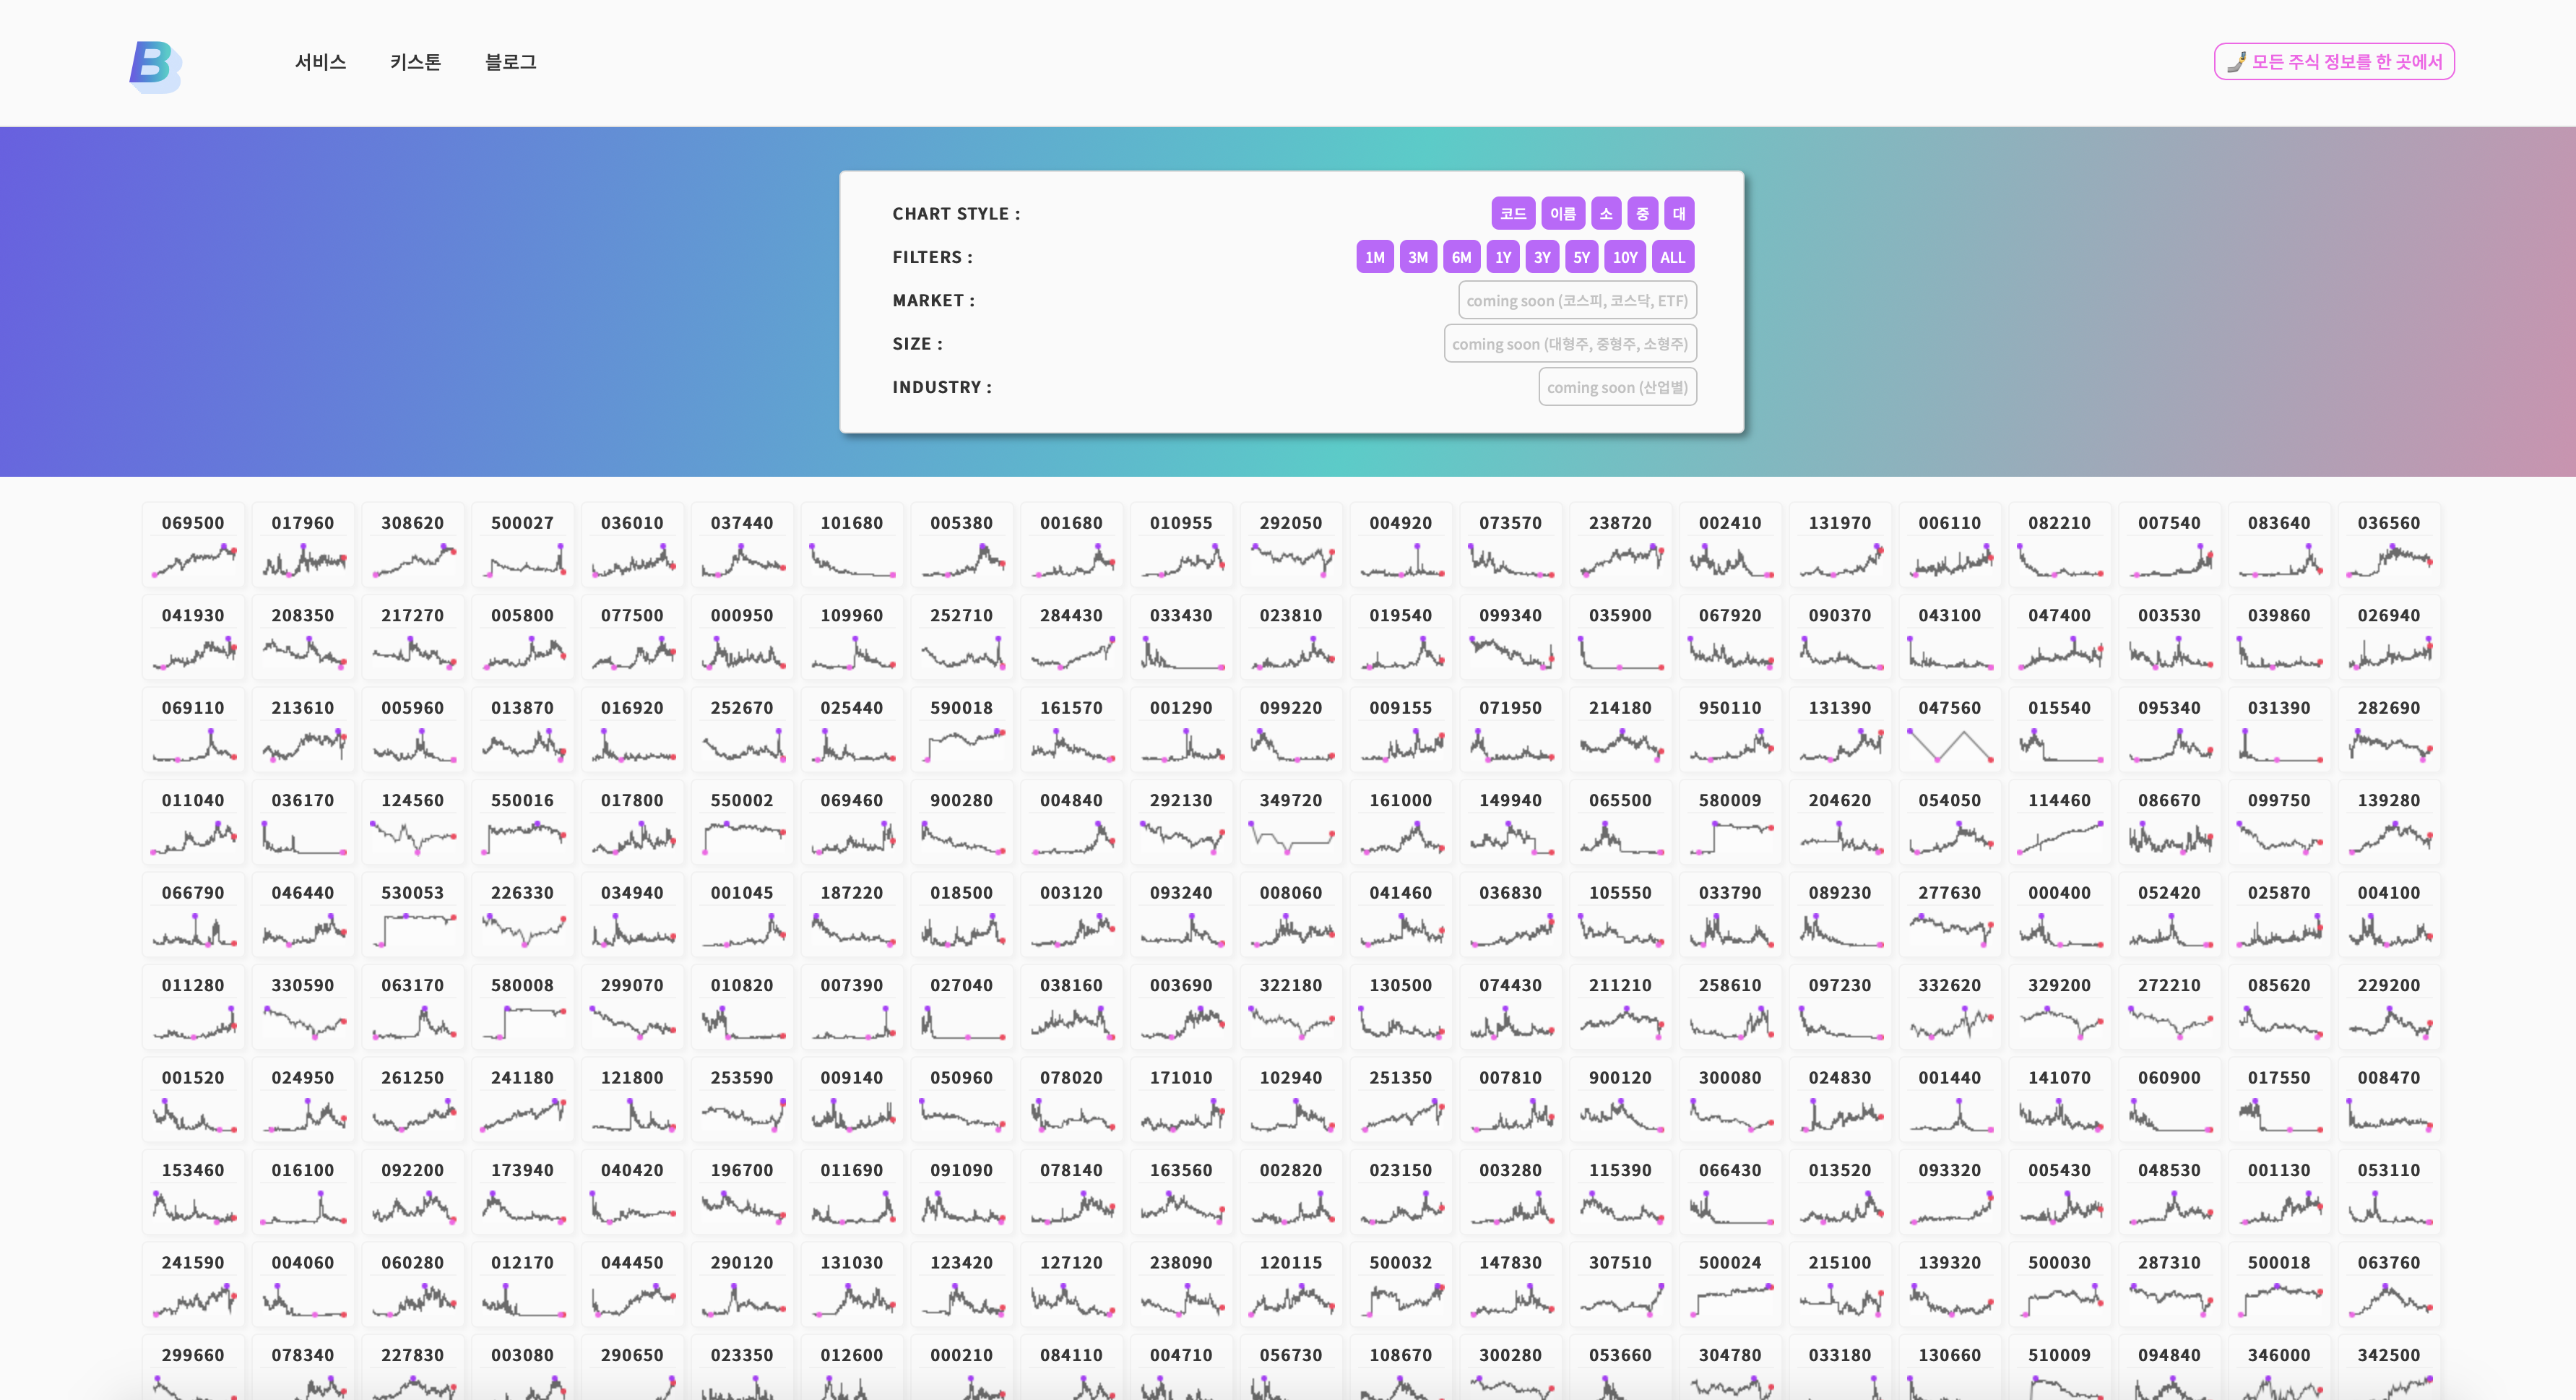 B
서비스 키스톤 블로그
모든 주식 정보를 한 곳에서
CHART STYLE : 코드 이름 소 중 대
FILTERS : 1M 3M 6M 1Y 3Y 5Y 10Y ALL
MARKET : coming soon (코스피, 코스닥, ETF)
SIZE : coming soon (대형주, 중형주, 소형주)
INDUSTRY : coming soon (산업별)
069500 017960 308620 500027 036010 037440 101680 005380 001680 010955 292050 004920 073570 238720 002410 131970 006110 082210 007540 083640 036560
041930 208350 217270 005800 077500 000950 109960 252710 284430 033430 023810 019540 099340 035900 067920 090370 043100 047400 003530 039860 026940
069110 213610 005960 013870 016920 252670 025440 590018 161570 001290 099220 009155 071950 214180 950110 131390 047560 015540 095340 031390 282690
011040 036170 124560 550016 017800 550002 069460 900280 004840 292130 349720 161000 149940 065500 580009 204620 054050 114460 086670 099750 139280
066790 046440 530053 226330 034940 001045 187220 018500 003120 093240 008060 041460 036830 105550 033790 089230 277630 000400 052420 025870 004100
011280 330590 063170 580008 299070 010820 007390 027040 038160 003690 322180 130500 074430 211210 258610 097230 332620 329200 272210 085620 229200
001520 024950 261250 241180 121800 253590 009140 050960 078020 171010 102940 251350 007810 900120 300080 024830 001440 141070 060900 017550 008470
153460 016100 092200 173940 040420 196700 011690 091090 078140 163560 002820 023150 003280 115390 066430 013520 093320 005430 048530 001130 053110
241590 004060 060280 012170 044450 290120 131030 123420 127120 238090 120115 500032 147830 307510 500024 215100 139320 500030 287310 500018 063760
299660 078340 227830 003080 290650 023350 012600 000210 084110 004710 056730 108670 300280 053660 304780 033180 130660 510009 094840 346000 342500